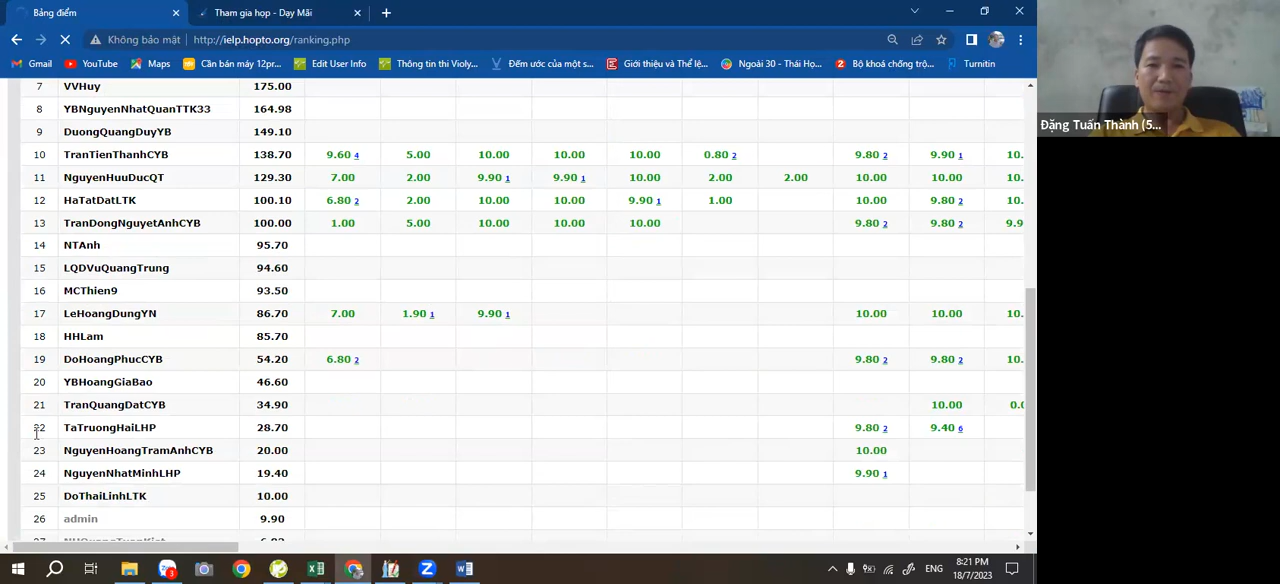 Bảng điểm
Tham gia họp - Dạy Mãi
Không bảo mật
http://ielp.hopto.org/ranking.php
Gmail YouTube Maps Cần bán máy 12pr... Edit User Info Thông tin thi Violy... Đếm ước của một s... Giới thiệu và Thể lệ... Ngoài 30 - Thái Họ... Bộ khoá chống trộ... Turnitin
7 VVHuy 175.00
8 YBNguyenNhatQuanTTK33 164.98
9 DuongQuangDuyYB 149.10
10 TranTienThanhCYB 138.70 9.60 4 5.00 10.00 10.00 10.00 0.80 2 9.80 2 9.90 1 10.
11 NguyenHuuDucQT 129.30 7.00 2.00 9.90 1 9.90 1 10.00 2.00 2.00 10.00 10.00 10.
12 HaTatDatLTK 100.10 6.80 2 2.00 10.00 10.00 9.90 1 1.00 10.00 9.80 2 10.
13 TranDongNguyetAnhCYB 100.00 1.00 5.00 10.00 10.00 10.00 9.80 2 9.80 2 9.9
14 NTAnh 95.70
15 LQDVuQuangTrung 94.60
16 MCThien9 93.50
17 LeHoangDungYN 86.70 7.00 1.90 1 9.90 1 10.00 10.00 10.
18 HHLam 85.70
19 DoHoangPhucCYB 54.20 6.80 2 9.80 2 9.80 2 10.
20 YBHoangGiaBao 46.60
21 TranQuangDatCYB 34.90 10.00 0.0
22 TaTruongHaiLHP 28.70 9.80 2 9.40 6
23 NguyenHoangTramAnhCYB 20.00 10.00
24 NguyenNhatMinhLHP 19.40 9.90 1
25 DoThaiLinhLTK 10.00
26 admin 9.90
Đặng Tuấn Thành (5...
ENG
8:21 PM
18/7/2023